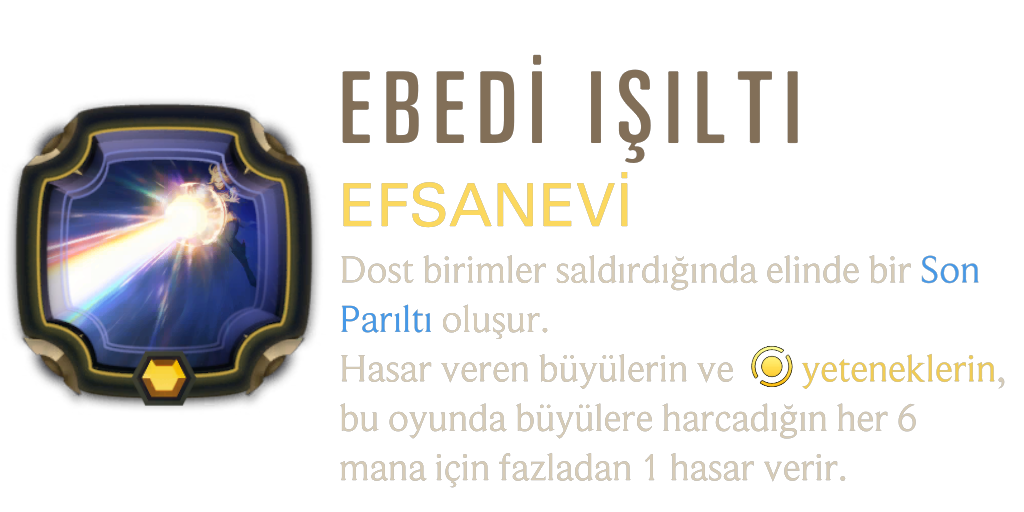 EBEDİ IŞILTI
EFSANEVİ
Dost birimler saldırdığında elinde bir Son
Parıltı oluşur.
Hasar veren büyülerin ve yeteneklerin,
bu oyunda büyülere harcadığın her 6
mana için fazladan 1 hasar verir.